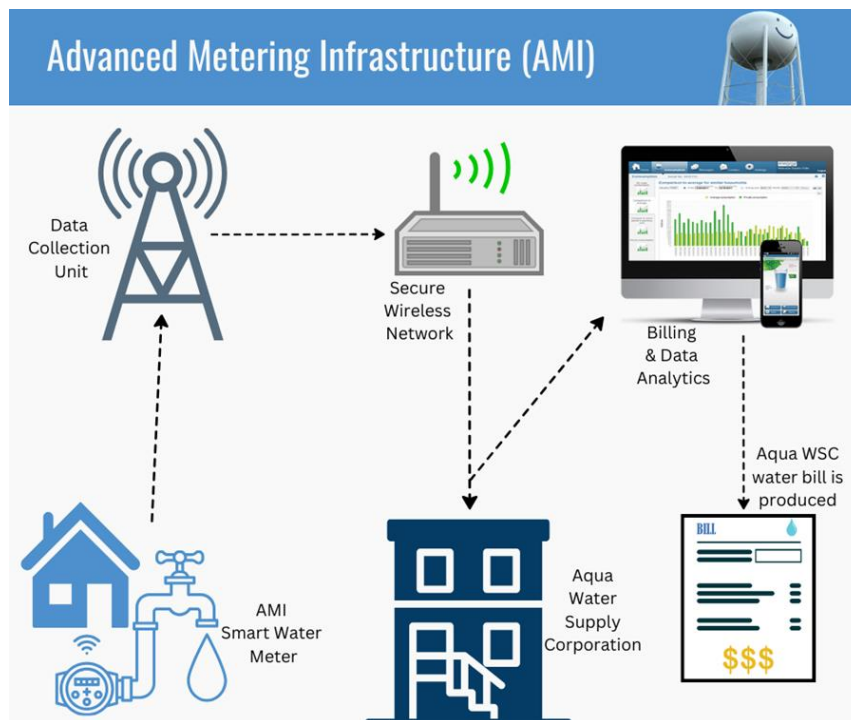 Advanced Metering Infrastructure (AMI)
Data
Collection
Unit
Secure
Wireless
Network
Billing
& Data
Analytics
Aqua WSC
water bill is
produced
BILL
$$$
AMI
Smart Water
Meter
Aqua
Water
Supply
Corporation